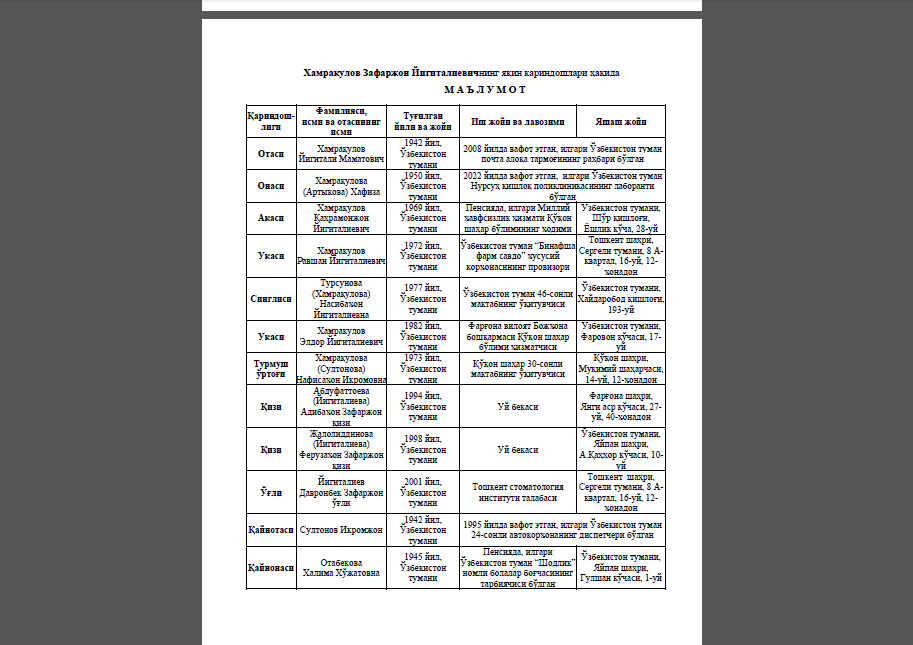 Хамрақулов Зафаржон Йигиталиевичнинг яқин қариндошлари ҳақида
М А Ъ Л У М О Т
Қариндош-
лиги
Фамилияси,
исми ва отасининг
исми
Туғилган
йили ва жойи
Иш жойи ва лавозими
Яшаш жойи
Отаси
Хамрақулов
Йигитали Маматович
1942 йил,
Ўзбекистон
тумани
2008 йилда вафот этган, илгари Ўзбекистон туман
почта алоқа тармоғининг раҳбари бўлган
Онаси
Хамрақулова
(Артыкова) Хафиза
1950 йил,
Ўзбекистон
тумани
2022 йилда вафот этган, илгари Ўзбекистон туман
Нурсух қишлоқ поликлиникасининг лаборанти
бўлган
Акаси
Хамрақулов
Қахрамонжон
Йигиталиевич
1969 йил,
Ўзбекистон
тумани
Пенсияда, илгари Миллий
хавфсизлик хизмати Қўқон
шаҳар бўлимининг ходими
Ўзбекистон тумани,
Шўр қишлоғи,
Ёшлик кўча, 28-уй
Укаси
Хамрақулов
Равшан Йигиталиевич
1972 йил,
Ўзбекистон
тумани
Ўзбекистон туман “Бинафша
фарм савдо” хусусий
корхонасининг провизори
Тошкент шаҳри,
Сергели тумани, 8 А-
квартал, 16-уй, 12-
хонадон
Синглиси
Турсунова
(Хамрақулова)
Насибахон
Йигиталиевна
1977 йил,
Ўзбекистон
тумани
Ўзбекистон туман 46-сонли
мактабнинг ўқитувчиси
Ўзбекистон тумани,
Хайдаробод қишлоғи,
193-уй
Укаси
Хамрақулов
Элдор Йигиталиевич
1982 йил,
Ўзбекистон
тумани
Фарғона вилоят Божхона
бошқармаси Қўқон шаҳар
бўлими хизматчиси
Ўзбекистон тумани,
Фаровон кўчаси, 17-
уй
Турмуш
ўртоғи
Хамрақулова
(Султонова)
Нафисахон Икромовна
1973 йил,
Ўзбекистон
тумани
Қўқон шаҳар 30-сонли
мактабнинг ўқитувчиси
Қўқон шаҳри,
Муқимий шаҳарчаси,
14-уй, 12-хонадон
Қизи
Абдуфаттоева
(Йигиталиева)
Адибахон Зафаржон
қизи
1994 йил,
Ўзбекистон
тумани
Уй бекаси
Фарғона шаҳри,
Янги аср кўчаси, 27-
уй, 40-хонадон
Қизи
Жалолиддинова
(Йигиталиева)
Ферузахон Зафаржон
қизи
1998 йил,
Ўзбекистон
тумани
Уй бекаси
Ўзбекистон тумани,
Яйпан шаҳри,
А.Қаҳҳор кўчаси, 10-
уй
Ўғли
Йигиталиев
Давронбек Зафаржон
ўғли
2001 йил,
Ўзбекистон
тумани
Тошкент стоматология
институти талабаси
Тошкент шаҳри,
Сергели тумани, 8 А-
квартал, 16-уй, 12-
хонадон
Қайнотаси
Султонов Икромжон
1942 йил,
Ўзбекистон
тумани
1995 йилда вафот этган, илгари Ўзбекистон туман
24-сонли автокорхонанинг диспетчери бўлган
Қайнонаси
Отабекова
Халима Хўжатовна
1945 йил,
Ўзбекистон
тумани
Пенсияда, илгари
Ўзбекистон туман “Шодлик”
номли болалар боғчасининг
тарбиячиси бўлган
Ўзбекистон тумани,
Яйпан шаҳри,
Гулшан кўчаси, 1-уй